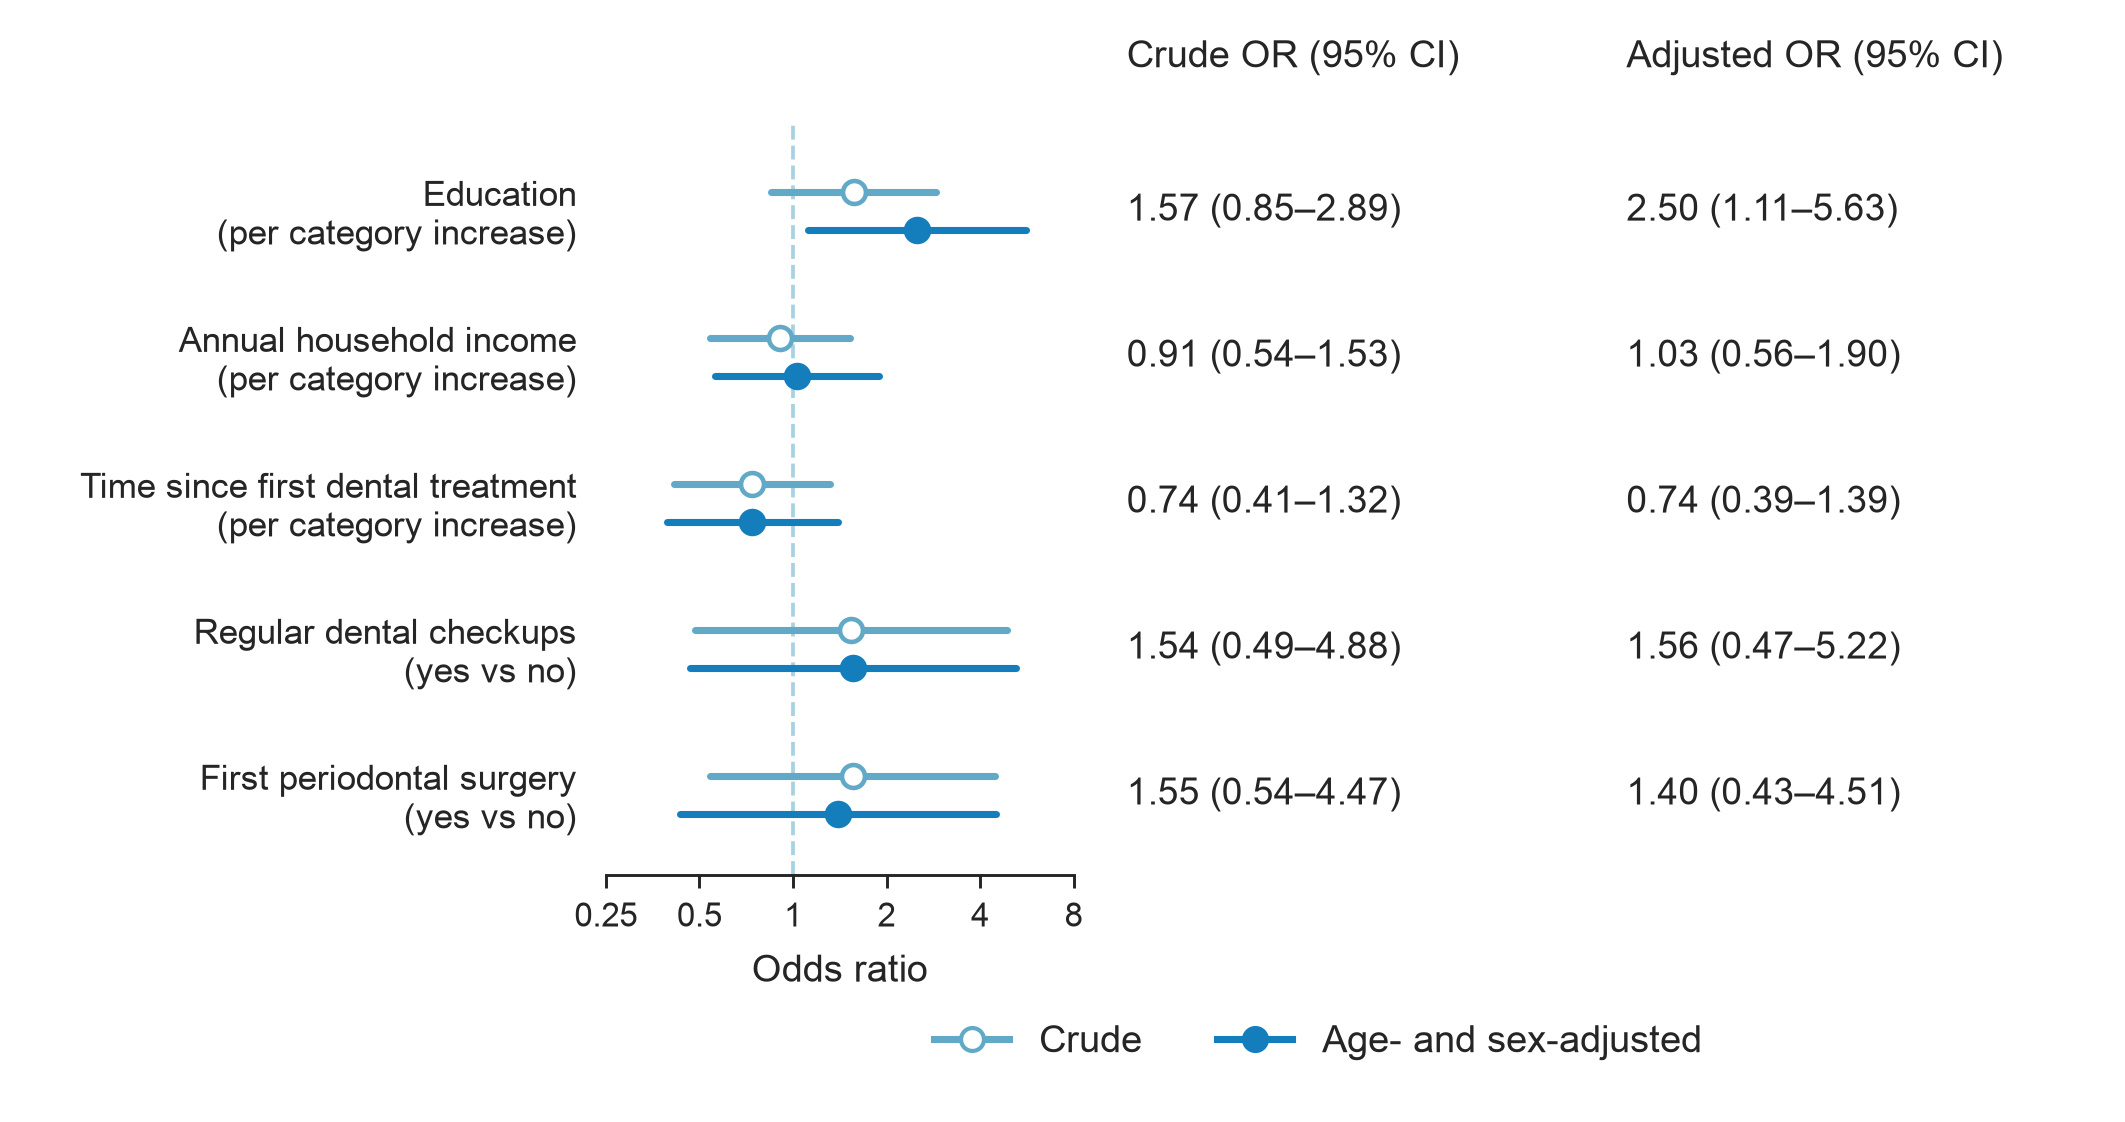 Crude OR (95% CI) Adjusted OR (95% CI)
Education
(per category increase)
1.57 (0.85–2.89) 2.50 (1.11–5.63)
Annual household income
(per category increase)
0.91 (0.54–1.53) 1.03 (0.56–1.90)
Time since first dental treatment
(per category increase)
0.74 (0.41–1.32) 0.74 (0.39–1.39)
Regular dental checkups
(yes vs no)
1.54 (0.49–4.88) 1.56 (0.47–5.22)
First periodontal surgery
(yes vs no)
1.55 (0.54–4.47) 1.40 (0.43–4.51)
0.25 0.5 1 2 4 8
Odds ratio
Crude Age- and sex-adjusted